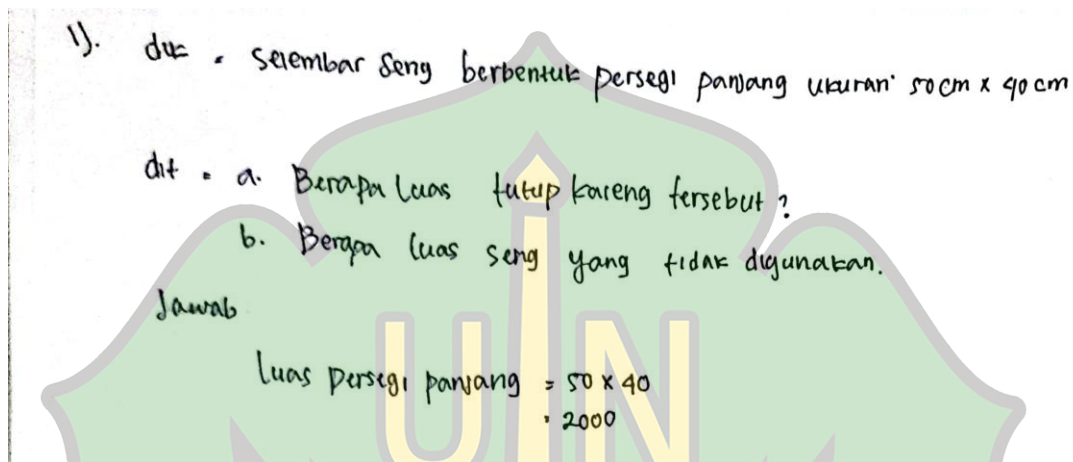 1). dik = Selembar Seng berbentuk persegi panjang ukuran 50 cm x 40 cm
dit = a. Berapa Luas tutup kaleng tersebut?
b. Berapa luas seng yang tidak digunakan.
Jawab
Luas persegi panjang = 50 x 40
= 2000
UIN